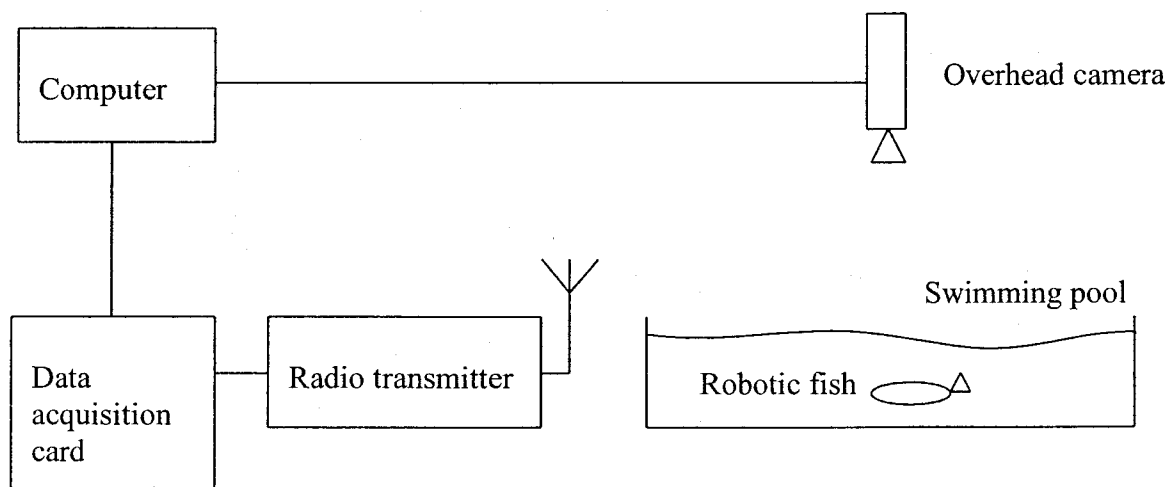 Computer
Overhead camera
Swimming pool
Data
acquisition
card
Radio transmitter
Robotic fish